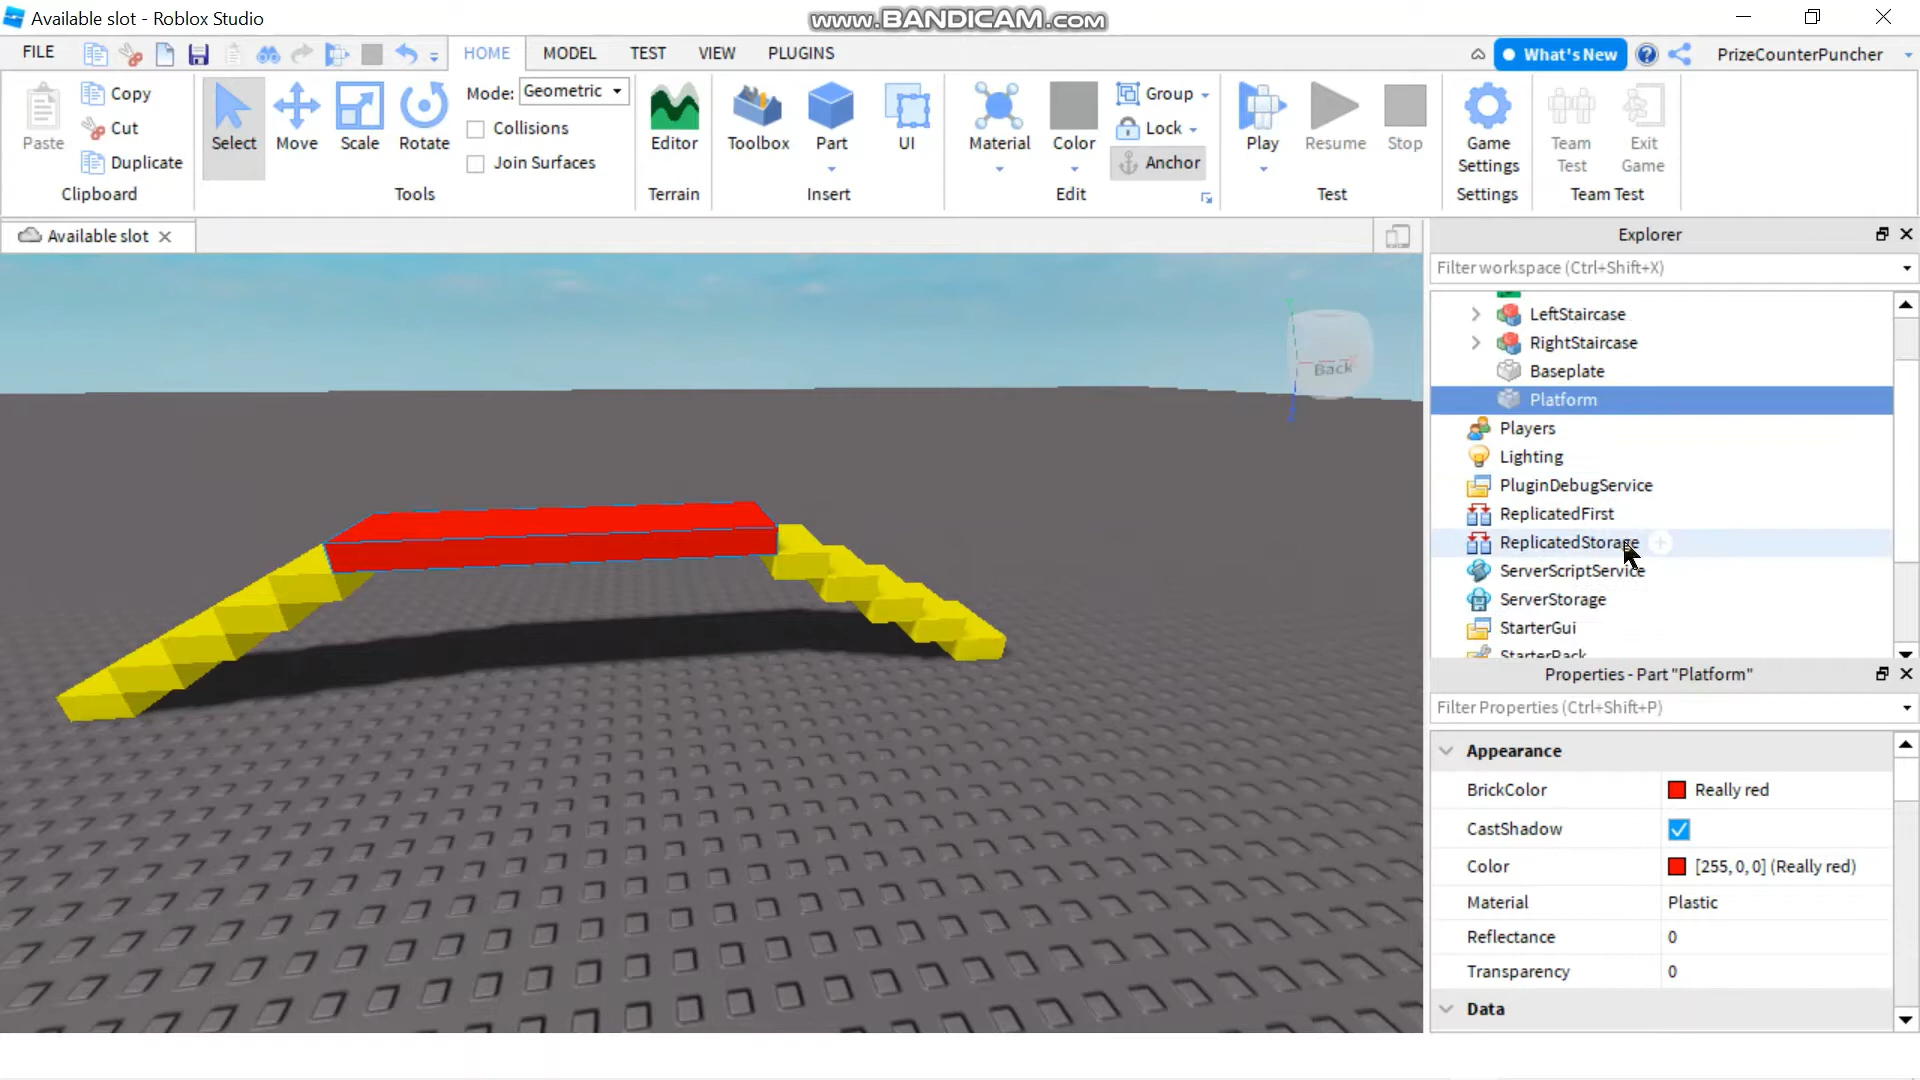 Available slot - Roblox Studio
www.BANDICAM.com
FILE
HOME
MODEL
TEST
VIEW
PLUGINS
What's New
PrizeCounterPuncher
Paste
Copy
Cut
Duplicate
Clipboard
Select
Move
Scale
Rotate
Mode: Geometric
Collisions
Join Surfaces
Tools
Editor
Terrain
Toolbox
Part
UI
Insert
Material
Color
Group
Lock
Anchor
Edit
Play
Resume
Stop
Test
Game
Settings
Settings
Team
Test
Exit
Game
Team Test
Available slot
Back
Explorer
Filter workspace (Ctrl+Shift+X)
LeftStaircase
RightStaircase
Baseplate
Platform
Players
Lighting
PluginDebugService
ReplicatedFirst
ReplicatedStorage
ServerScriptService
ServerStorage
StarterGui
StarterPack
Properties - Part "Platform"
Filter Properties (Ctrl+Shift+P)
Appearance
BrickColor Really red
CastShadow
Color [255, 0, 0] (Really red)
Material Plastic
Reflectance 0
Transparency 0
Data